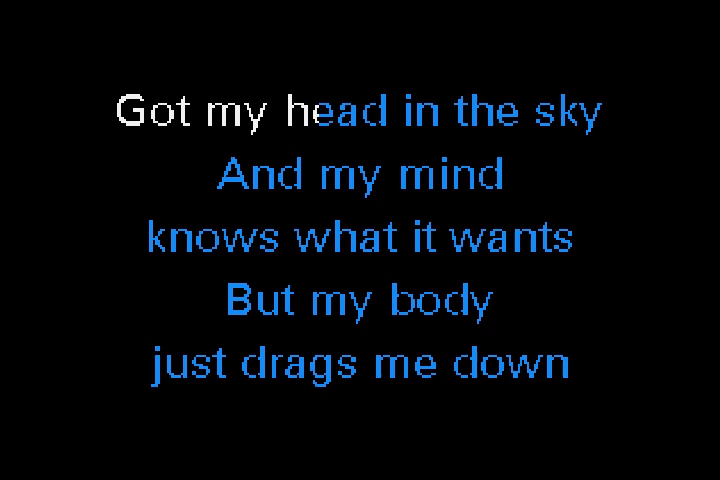 Got my head in the sky
And my mind
knows what it wants
But my body
just drags me down